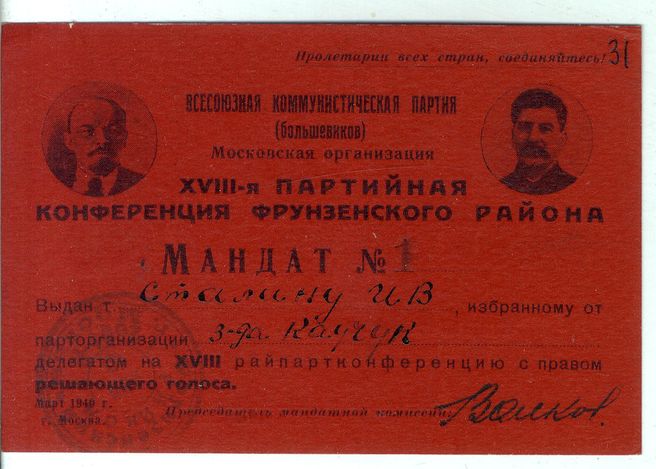 Пролетарии всех стран, соединяйтесь!
31
ВСЕСОЮЗНАЯ КОММУНИСТИЧЕСКАЯ ПАРТИЯ
(большевиков)
Московская организация
XVIII-я ПАРТИЙНАЯ
КОНФЕРЕНЦИЯ ФРУНЗЕНСКОГО РАЙОНА
МАНДАТ № 1
Выдан т. Сталину И В, избранному от
парторганизации з-да Каучук
делегатом на XVIII райпартконференцию с правом
решающего голоса.
Март 1940 г.
г. Москва.
Председатель мандатной комиссии Волков